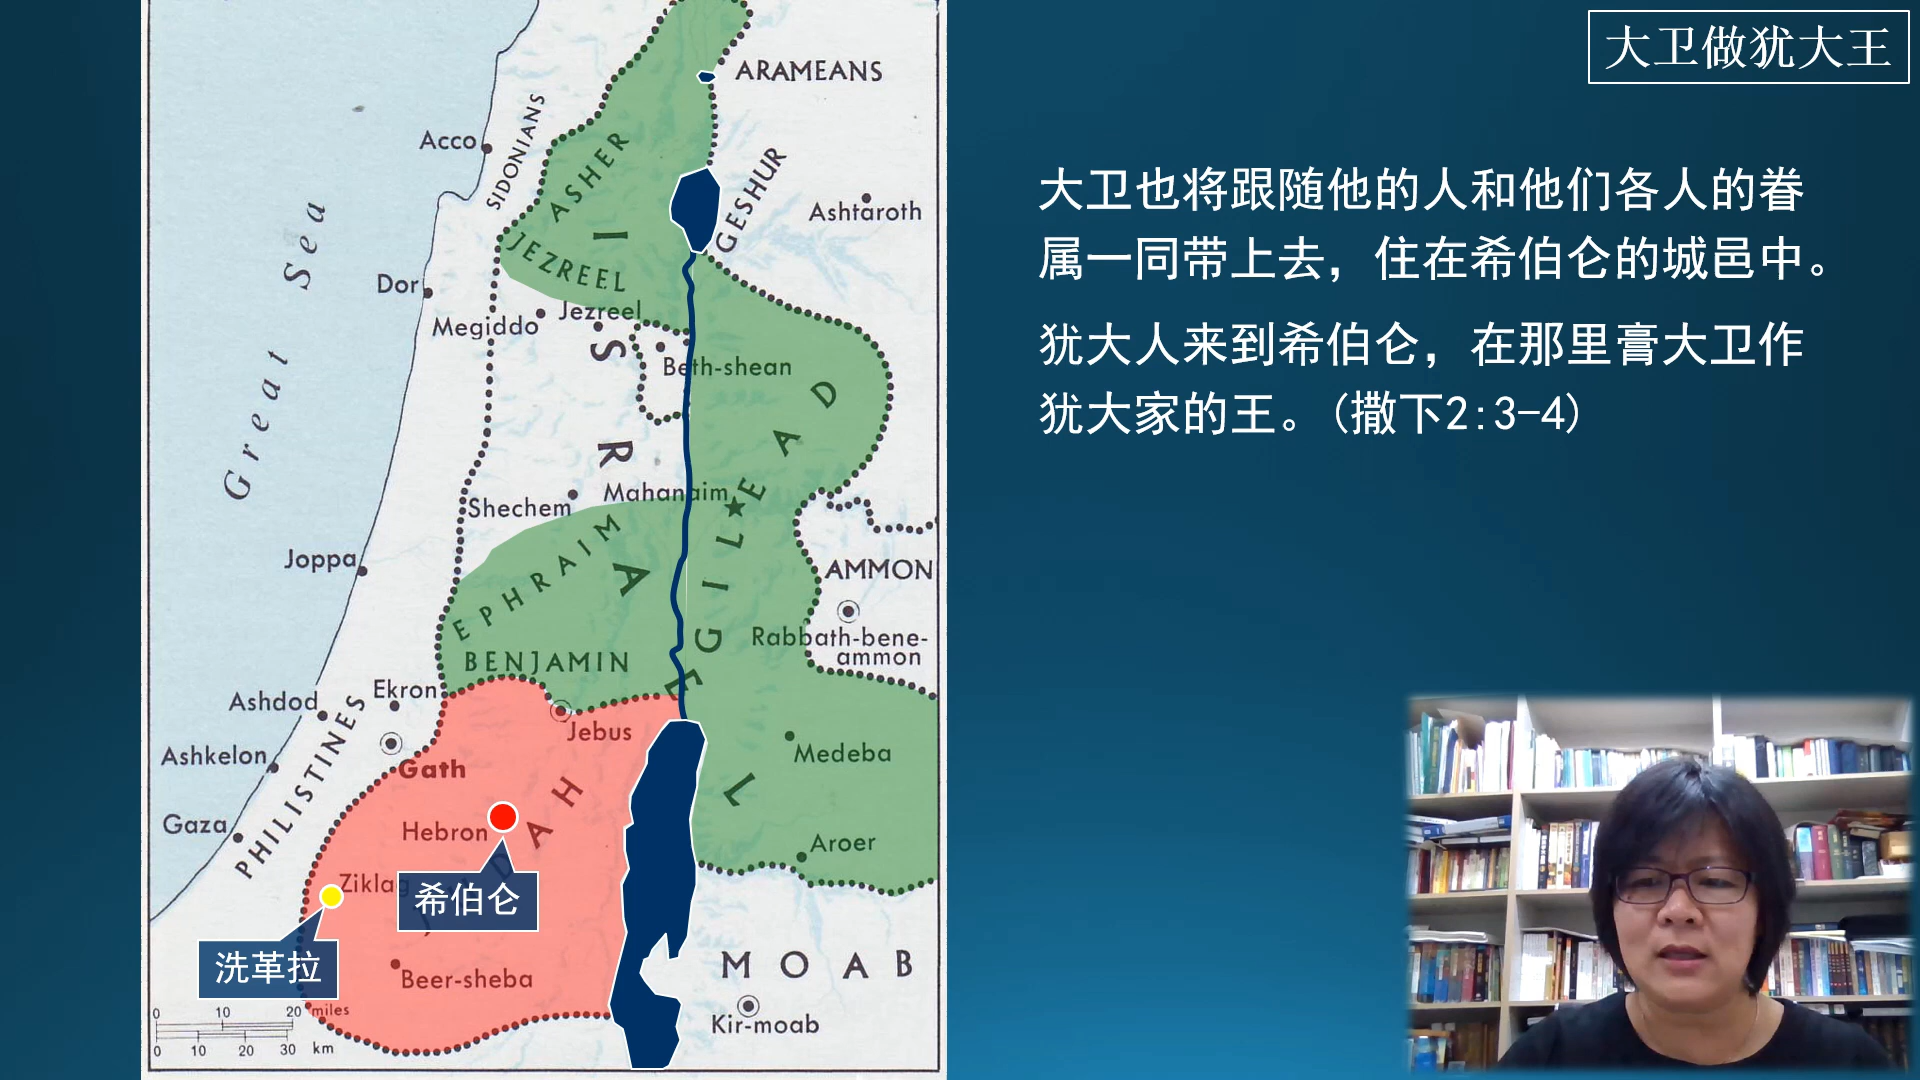 大卫做犹大王
大卫也将跟随他的人和他们各人的眷
属一同带上去，住在希伯仑的城邑中。
犹大人来到希伯仑，在那里膏大卫作
犹大家的王。(撒下2:3-4)
ARAMEANS
Acco
SIDONIANS
ASHER
GESHUR
Ashtaroth
Great Sea
JEZREEL
Dor
Megiddo
Jezreel
Beth-shean
ISRAEL
GILEAD
Shechem
Mahanaim
EPHRAIM
Joppa
AMMON
Rabbath-bene-
ammon
BENJAMIN
Ashdod
Ekron
PHILISTINES
Jebus
Ashkelon
Gath
Medeba
Gaza
Hebron
JUDAH
Aroer
Ziklag
希伯仑
洗革拉
Beer-sheba
MOAB
Kir-moab
0 10 20 miles
0 10 20 30 km